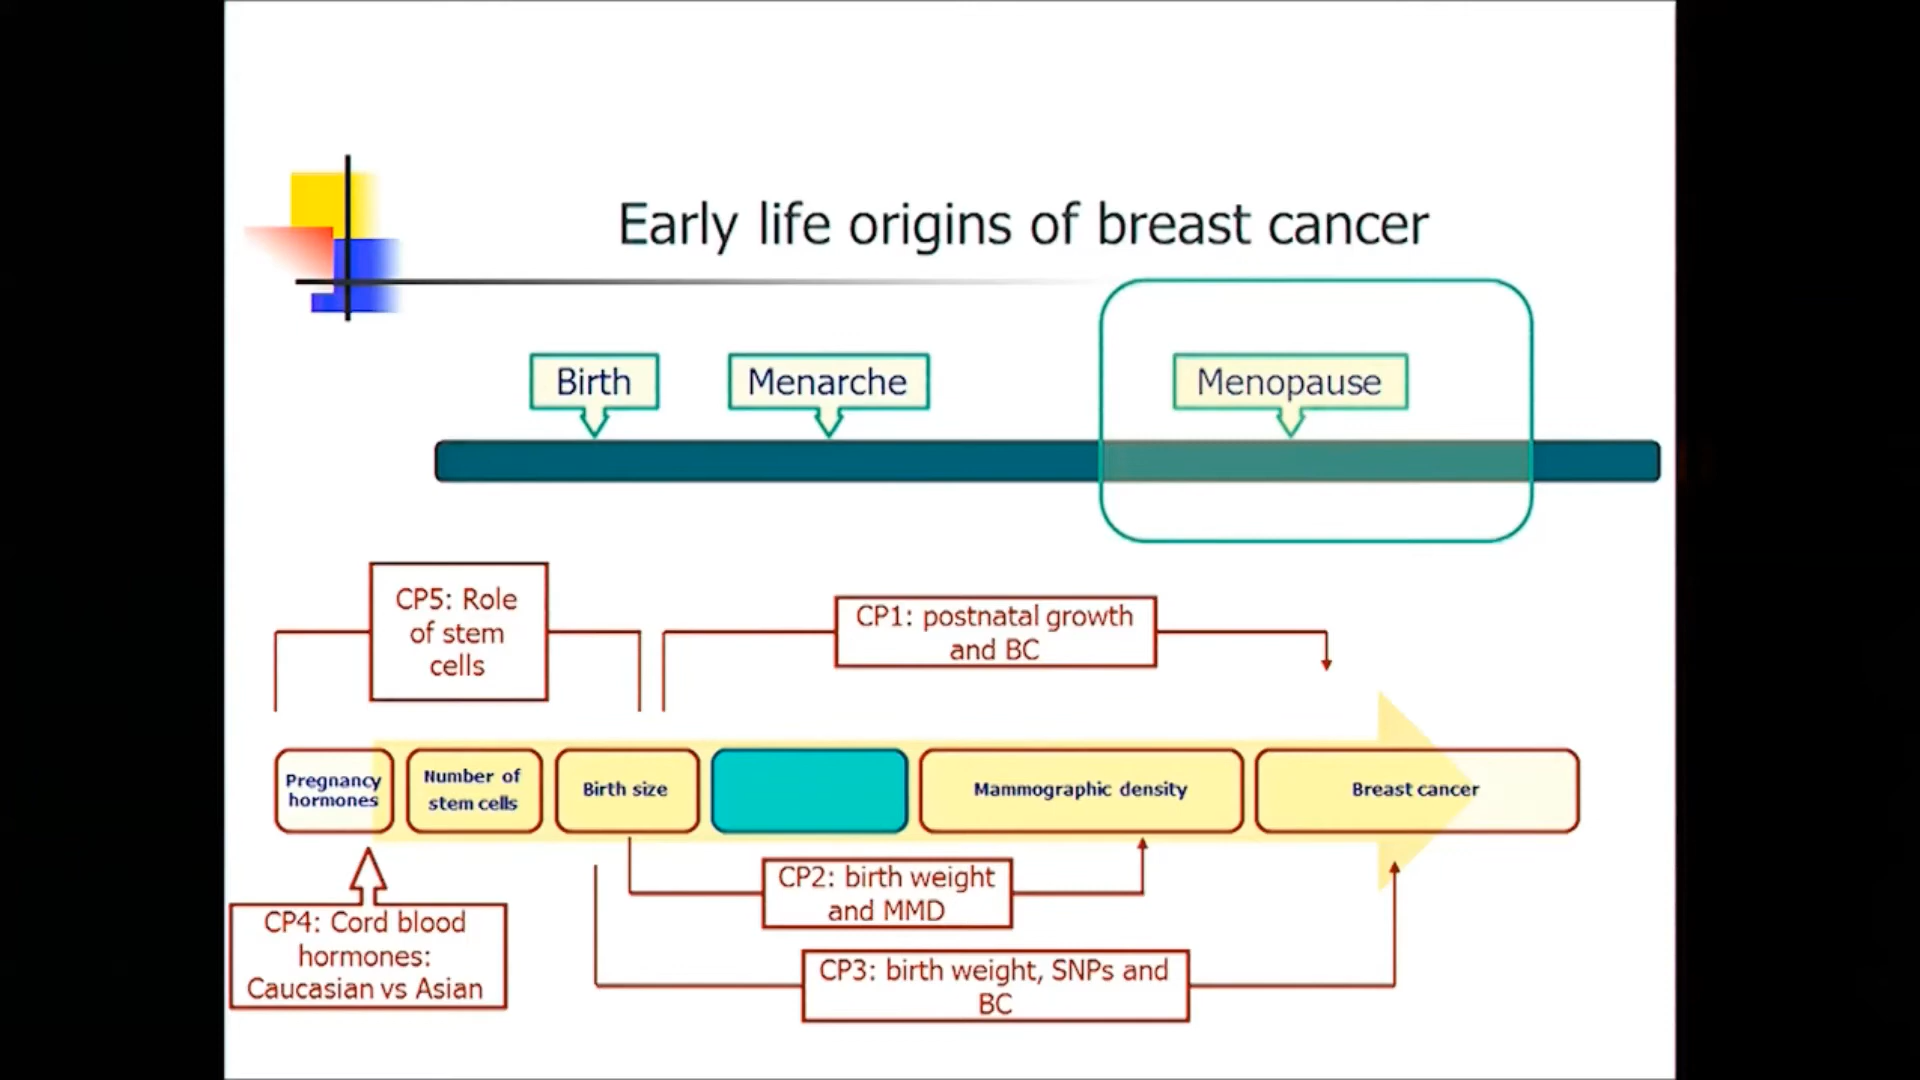 Early life origins of breast cancer
Birth
Menarche
Menopause
CP5: Role
of stem
cells
CP1: postnatal growth
and BC
Pregnancy
hormones
Number of
stem cells
Birth size
Mammographic density
Breast cancer
CP2: birth weight
and MMD
CP4: Cord blood
hormones:
Caucasian vs Asian
CP3: birth weight, SNPs and
BC